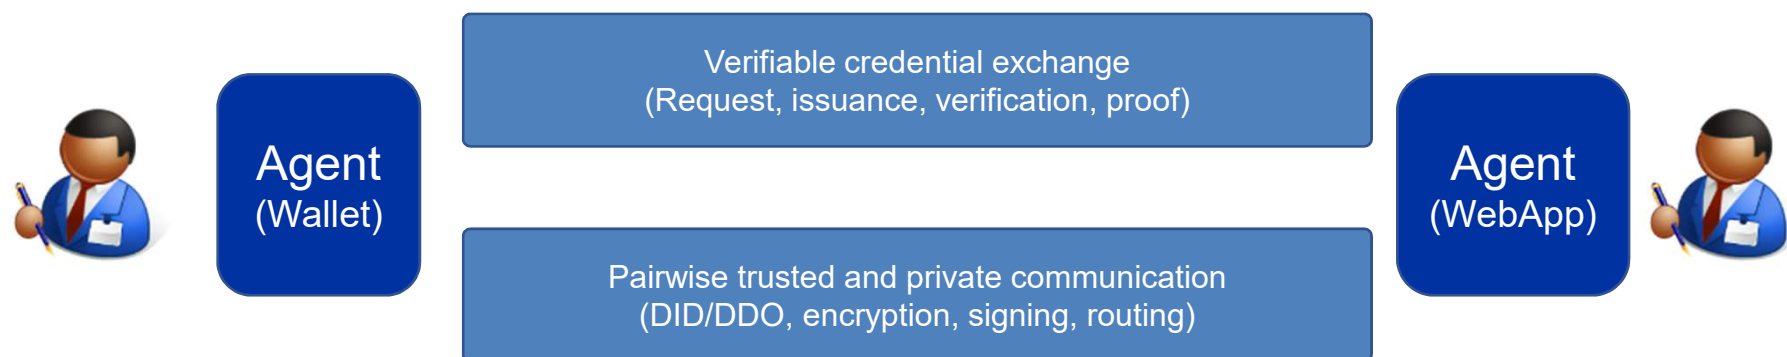 Verifiable credential exchange
(Request, issuance, verification, proof)
Agent
(Wallet)
Agent
(WebApp)
Pairwise trusted and private communication
(DID/DDO, encryption, signing, routing)